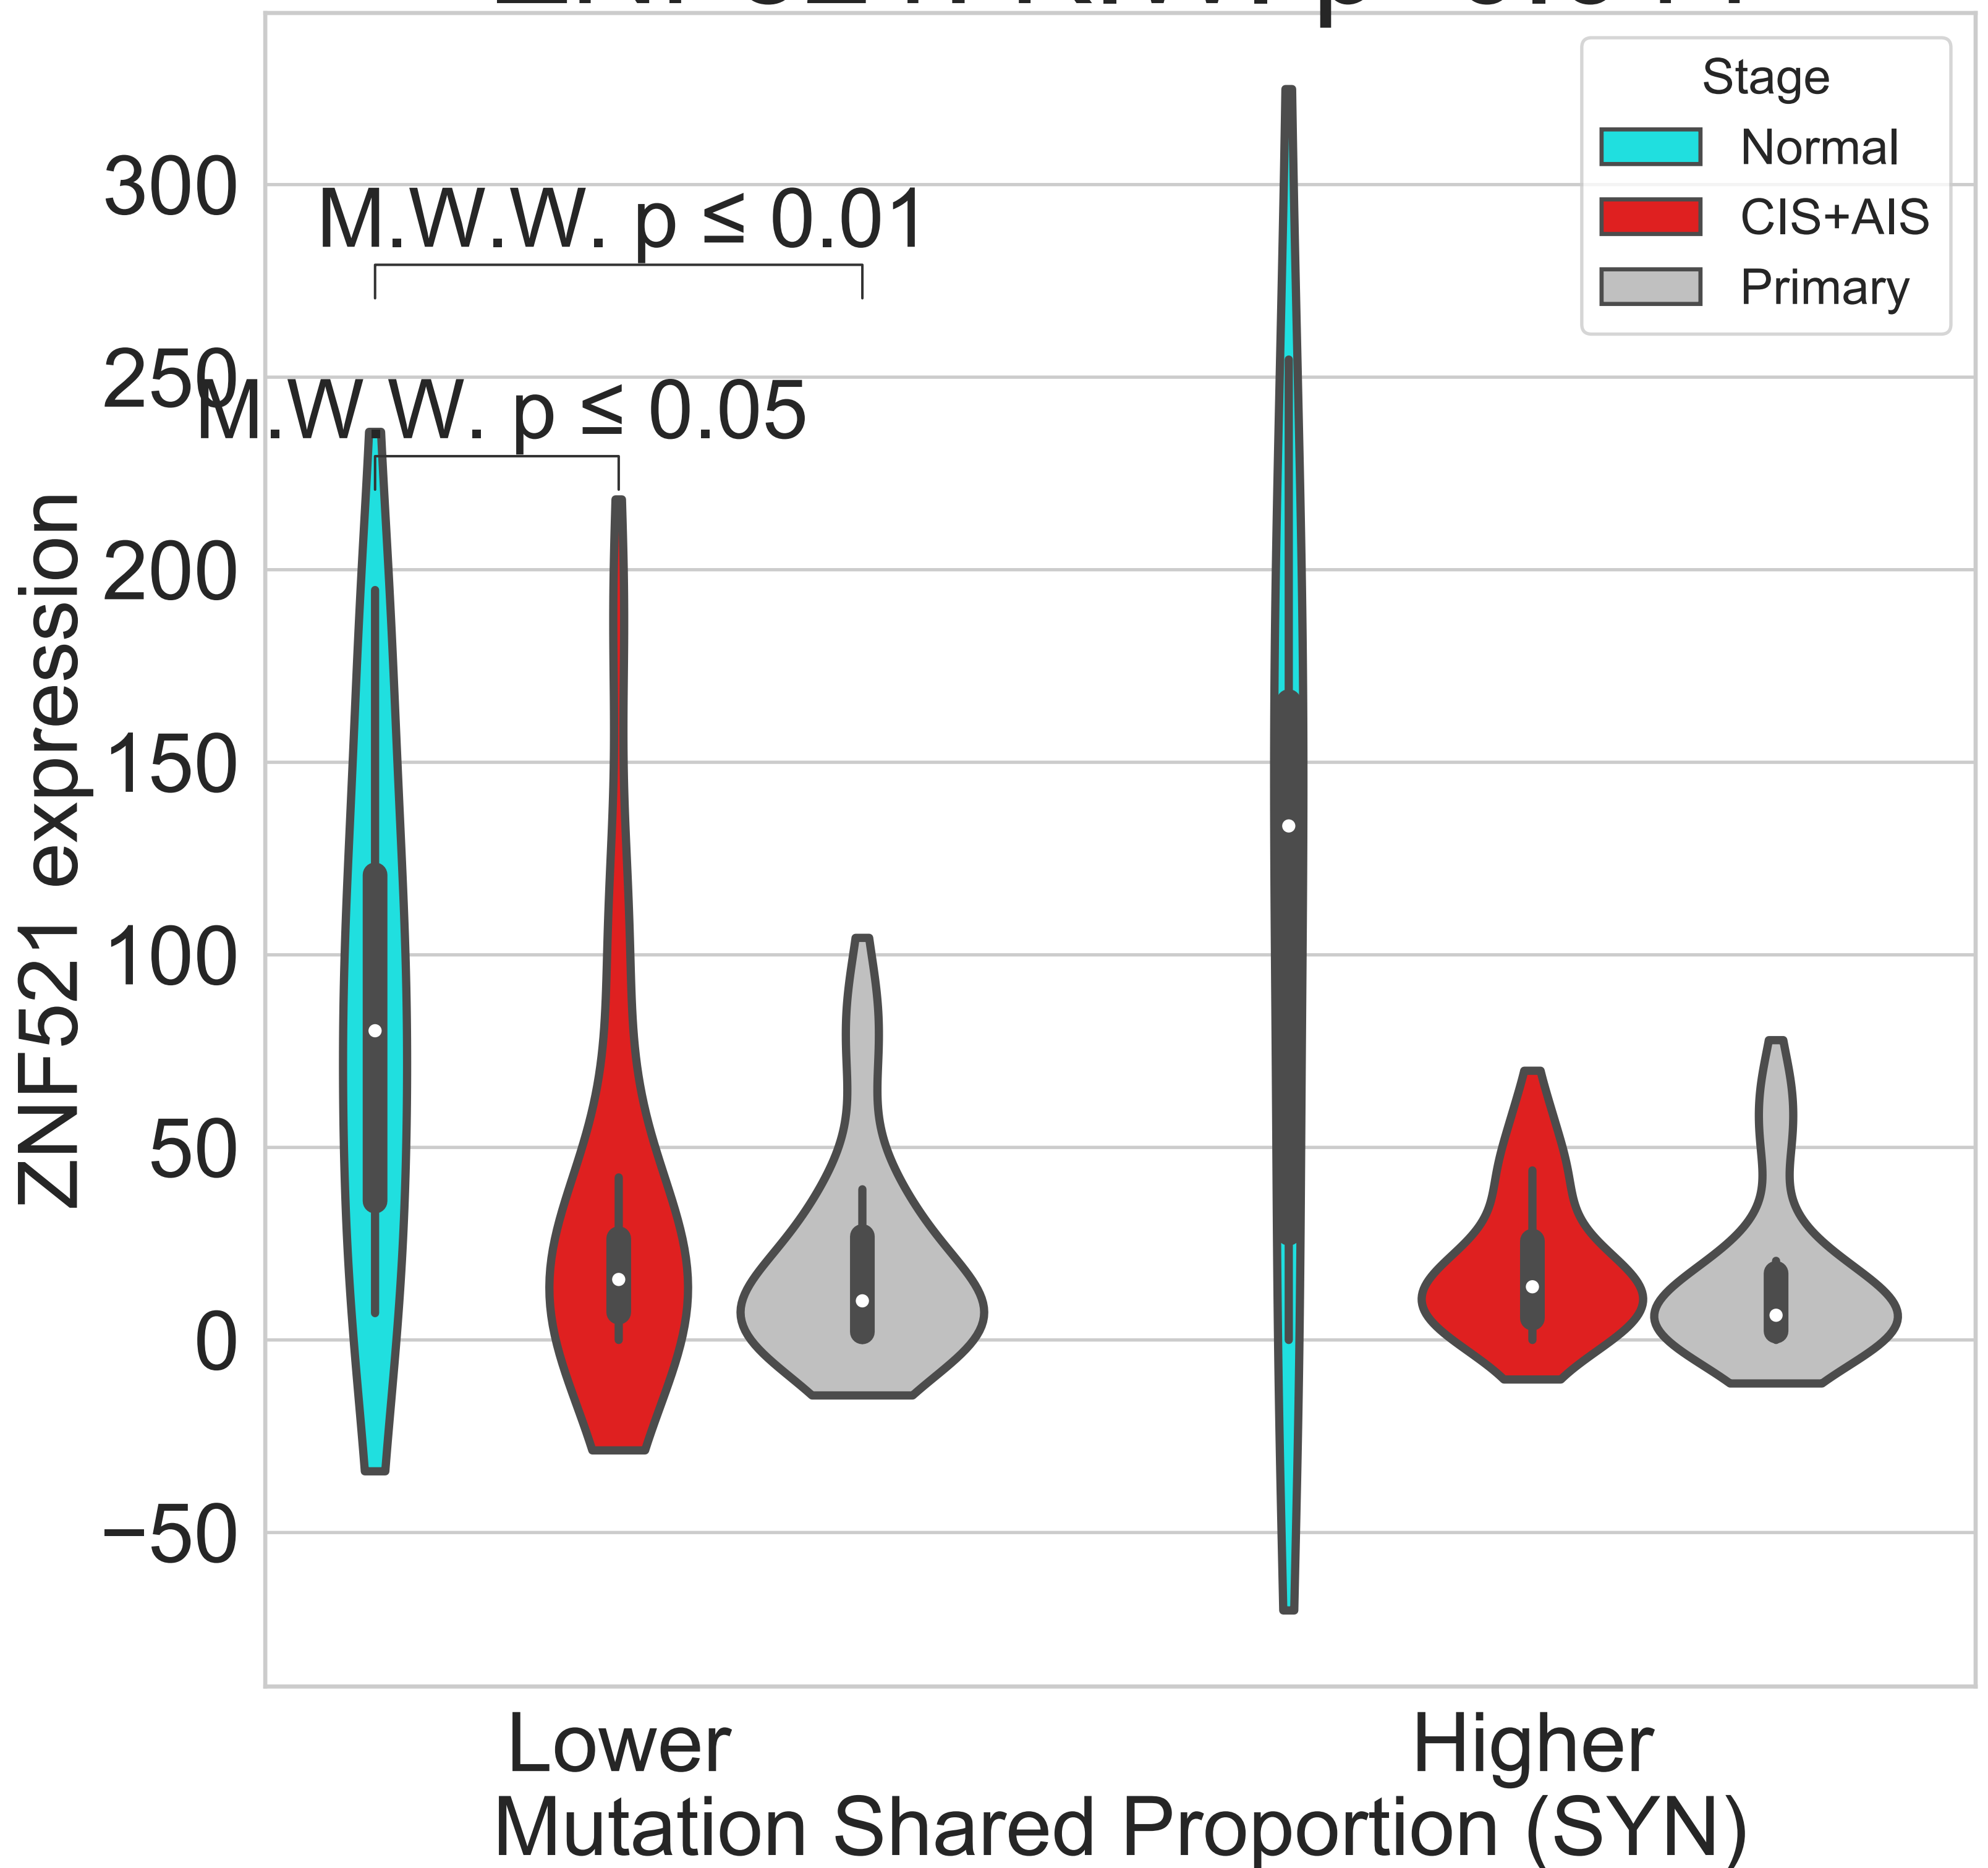 Stage
Normal
CIS+AIS
Primary
M.W.W. p ≤ 0.01
M.W.W. p ≤ 0.05
ZNF521 expression
300
250
200
150
100
50
0
−50
Lower
Higher
Mutation Shared Proportion (SYN)